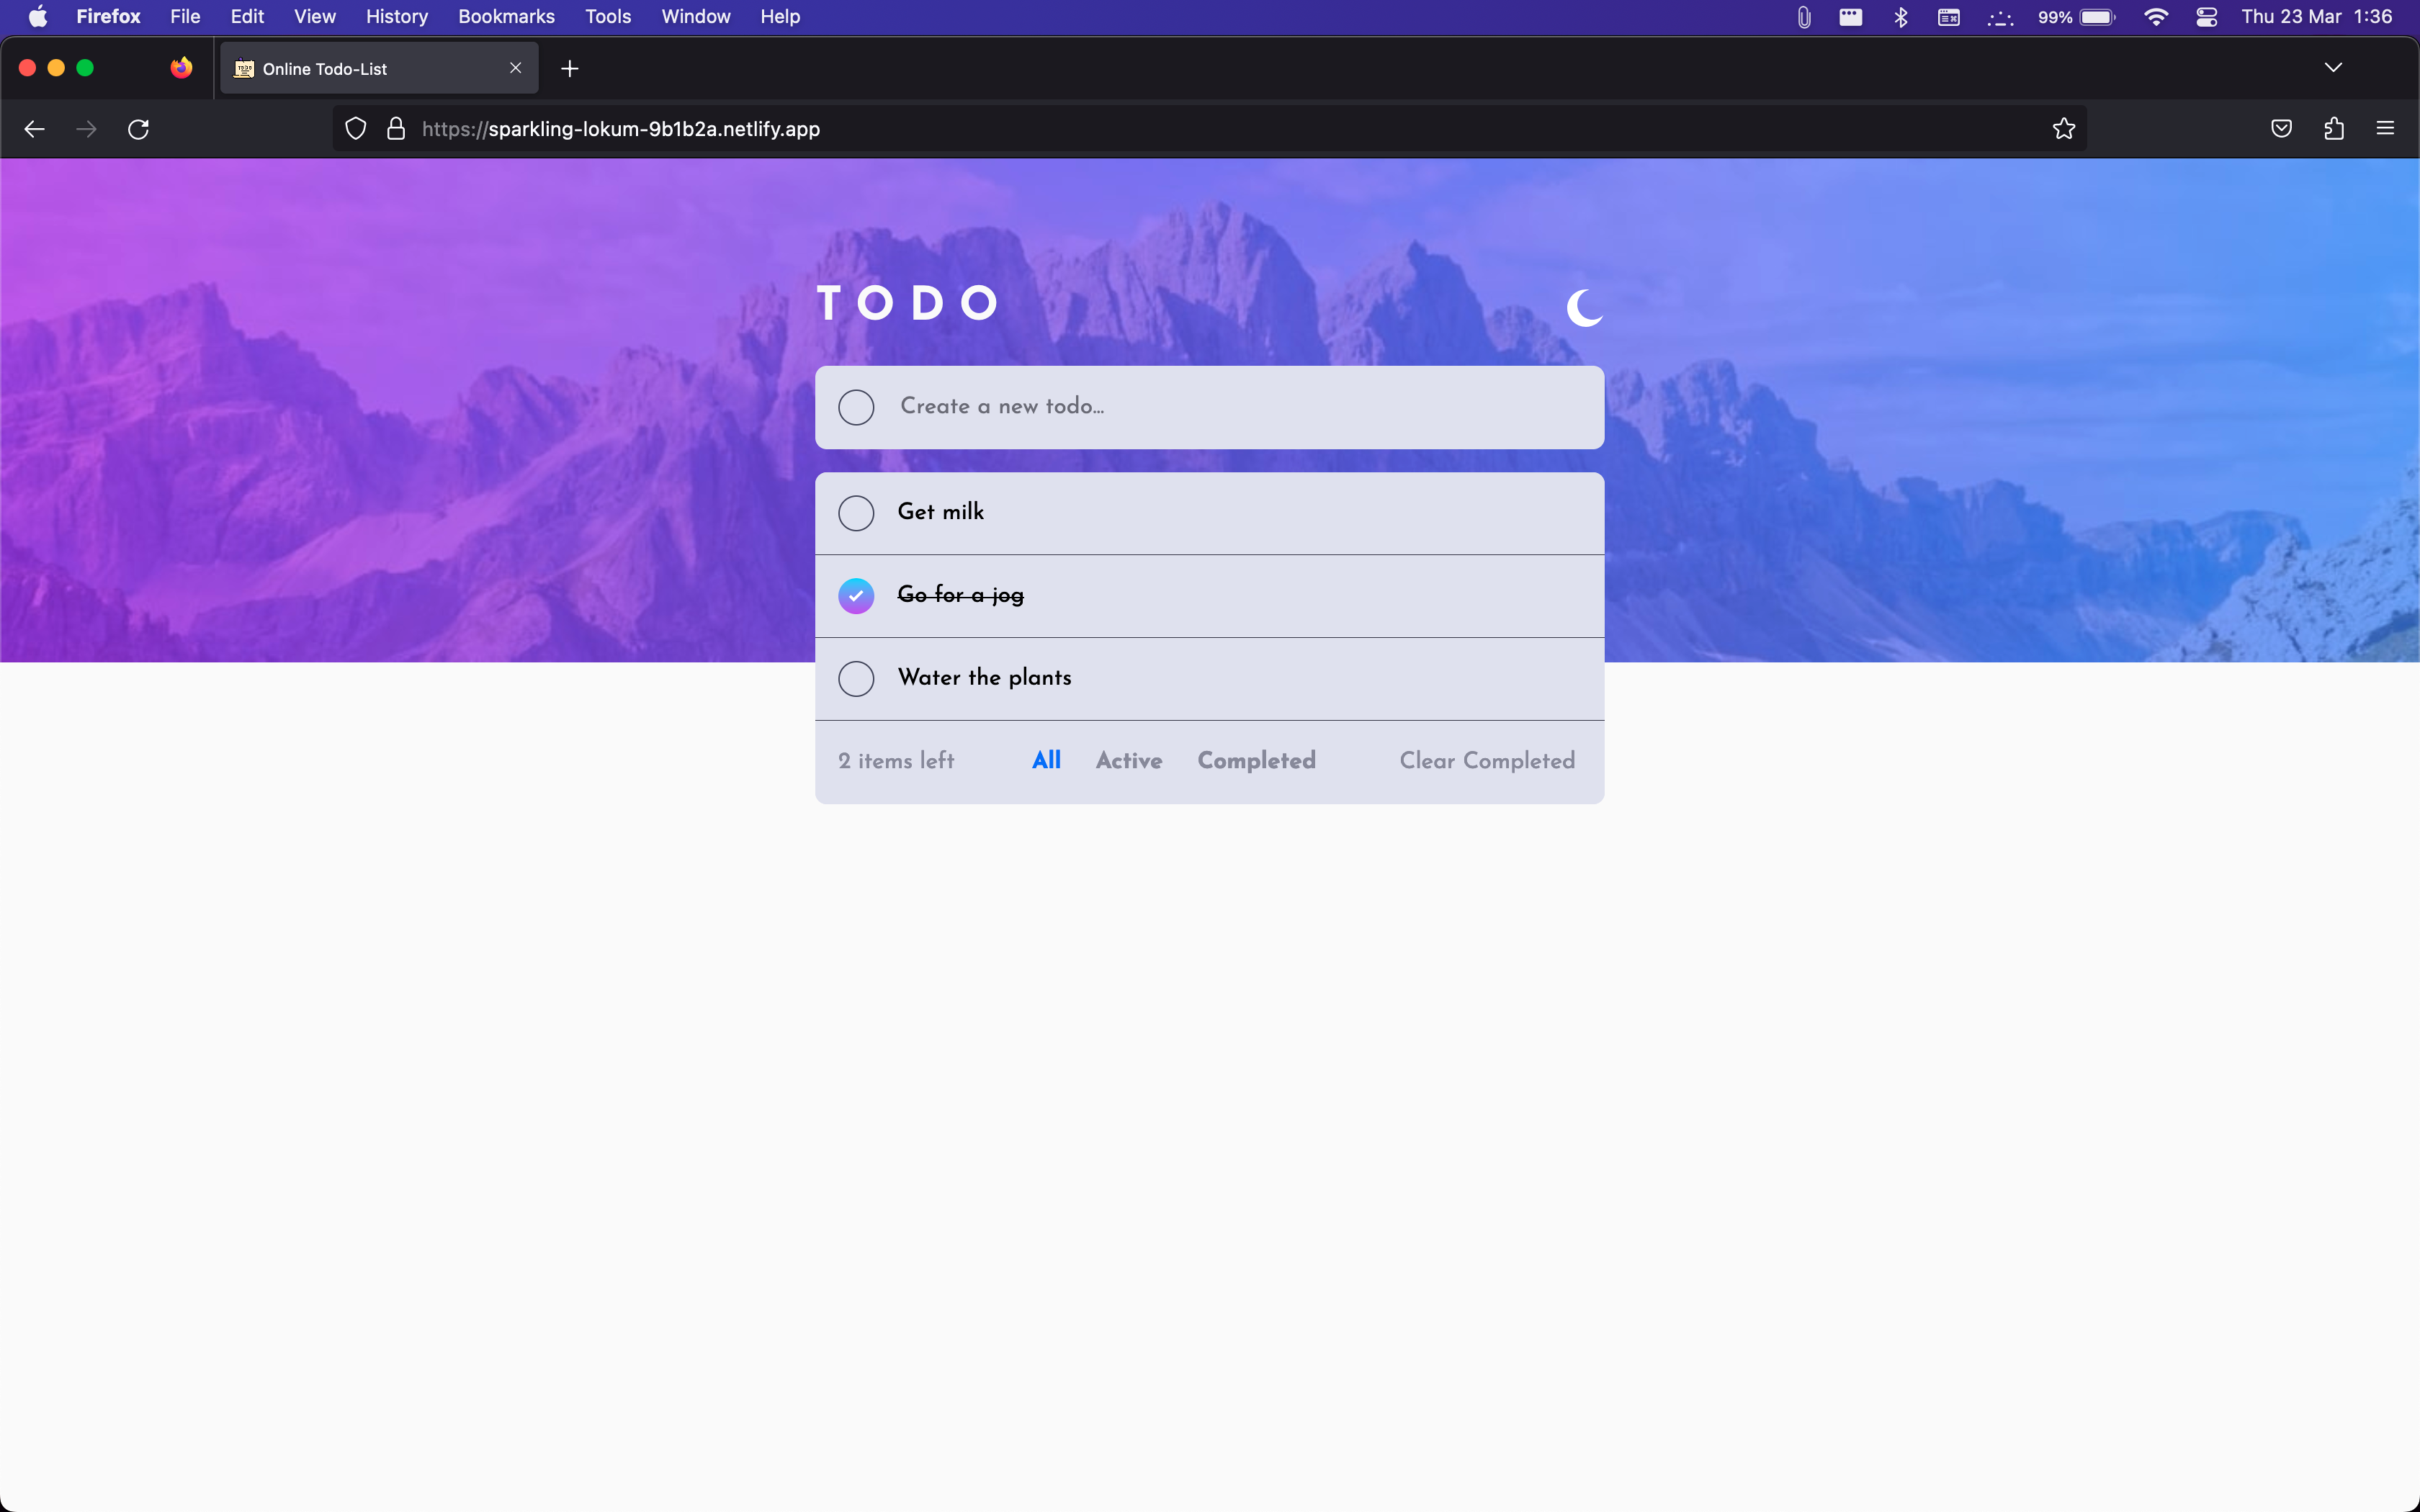 Firefox File Edit View History Bookmarks Tools Window Help 99% Thu 23 Mar 1:36
Online Todo-List
https://sparkling-lokum-9b1b2a.netlify.app
TODO
Create a new todo...
Get milk
Go for a jog
Water the plants
2 items left All Active Completed Clear Completed